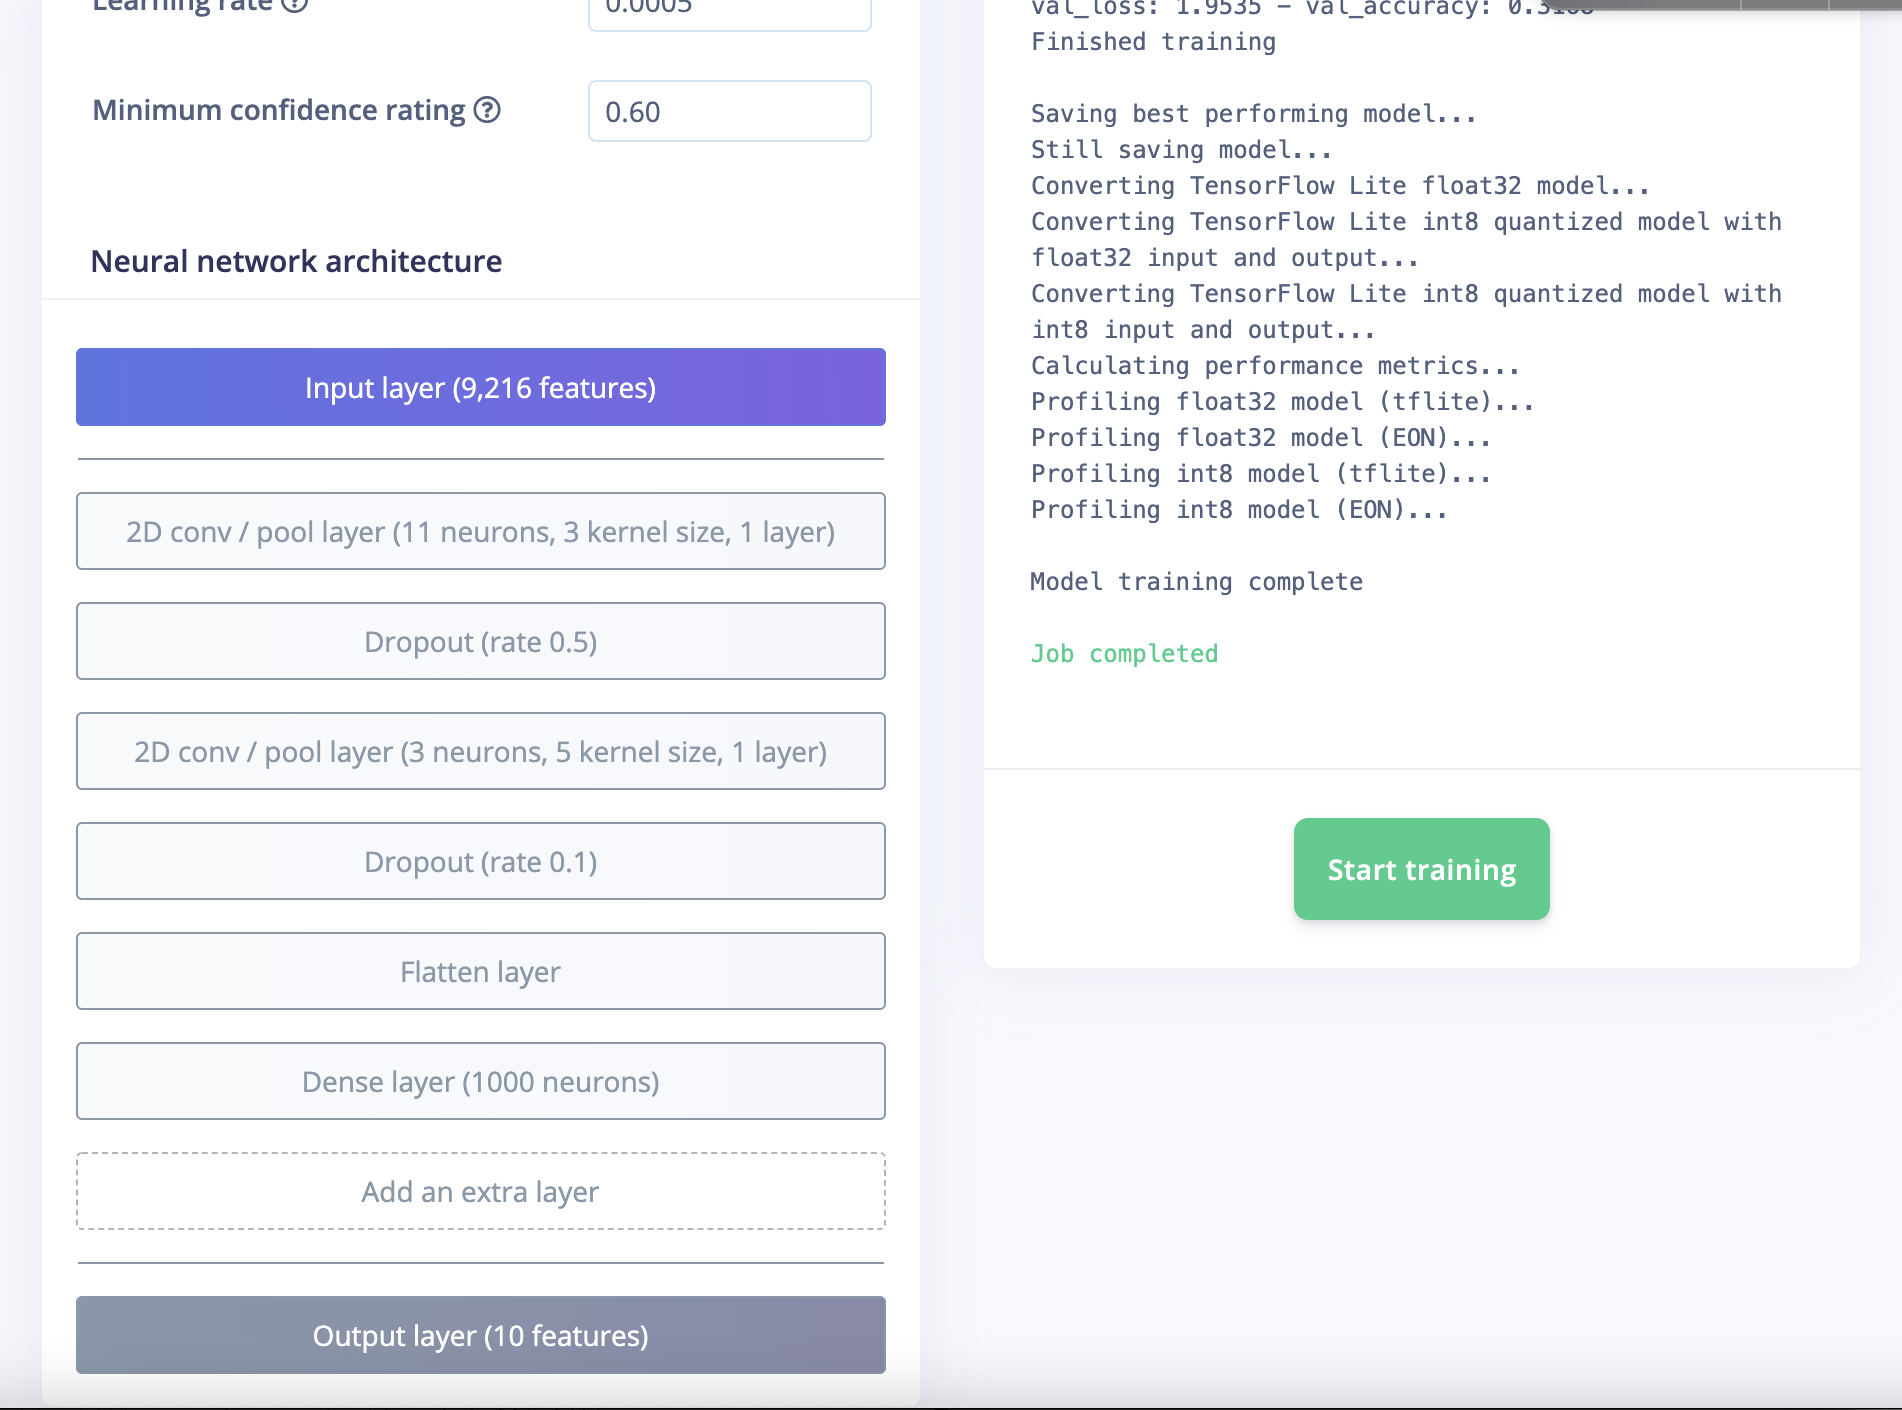 Learning rate
0.0005
Minimum confidence rating ?
0.60
Neural network architecture
Input layer (9,216 features)
2D conv / pool layer (11 neurons, 3 kernel size, 1 layer)
Dropout (rate 0.5)
2D conv / pool layer (3 neurons, 5 kernel size, 1 layer)
Dropout (rate 0.1)
Flatten layer
Dense layer (1000 neurons)
Add an extra layer
Output layer (10 features)
val_loss: 1.9535 - val_accuracy:
Finished training
Saving best performing model...
Still saving model...
Converting TensorFlow Lite float32 model...
Converting TensorFlow Lite int8 quantized model with
float32 input and output...
Converting TensorFlow Lite int8 quantized model with
int8 input and output...
Calculating performance metrics...
Profiling float32 model (tflite)...
Profiling float32 model (EON)...
Profiling int8 model (tflite)...
Profiling int8 model (EON)...
Model training complete
Job completed
Start training